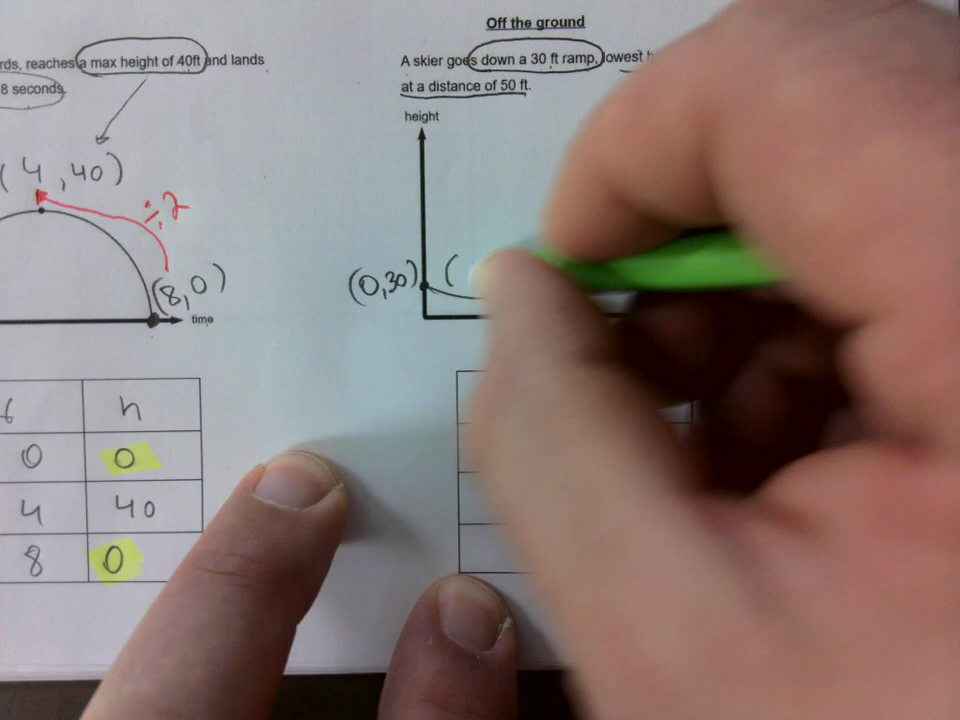 Off the ground
rds, reaches a max height of 40ft and lands
8 seconds.
A skier goes down a 30 ft ramp, lowest
at a distance of 50 ft.
height
(4,40)
÷2
(8,0)
time
(0,30)
(
t h
0 0
4 40
8 0